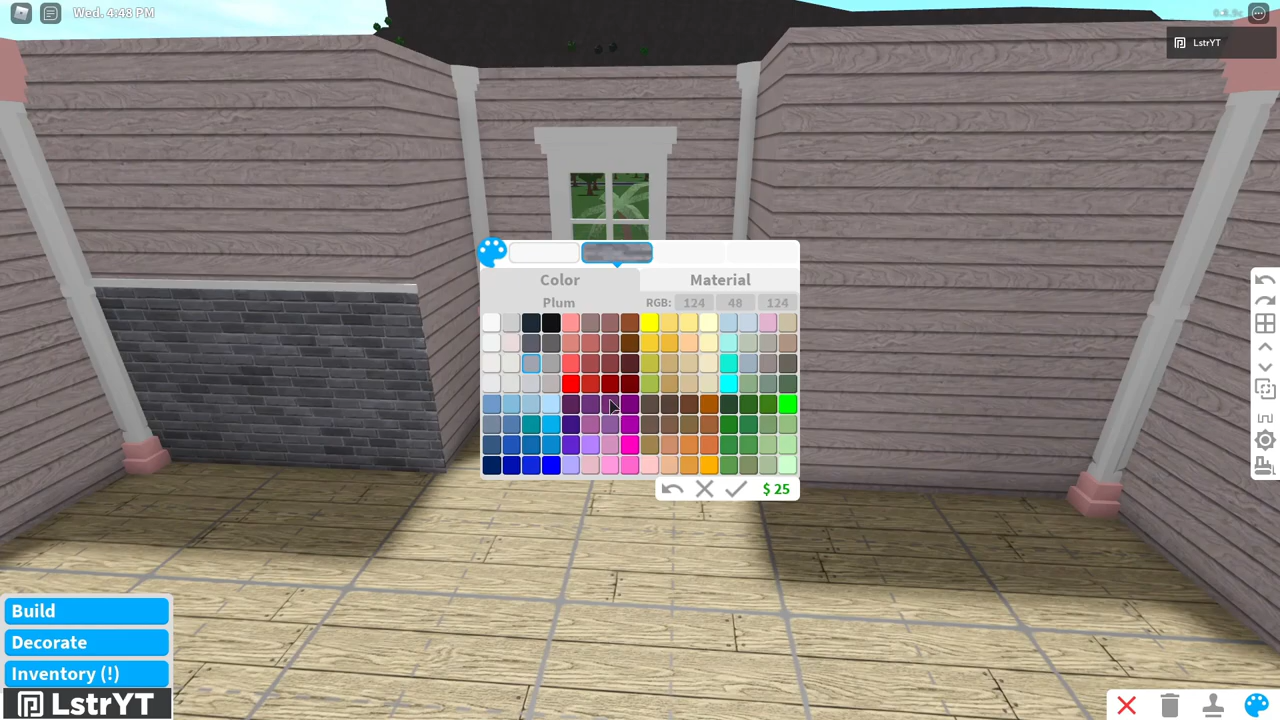 Wed. 4:48 PM
LstrYT
Color
Material
Plum
RGB: 124 48 124
$ 25
Build
Decorate
Inventory (!)
LstrYT